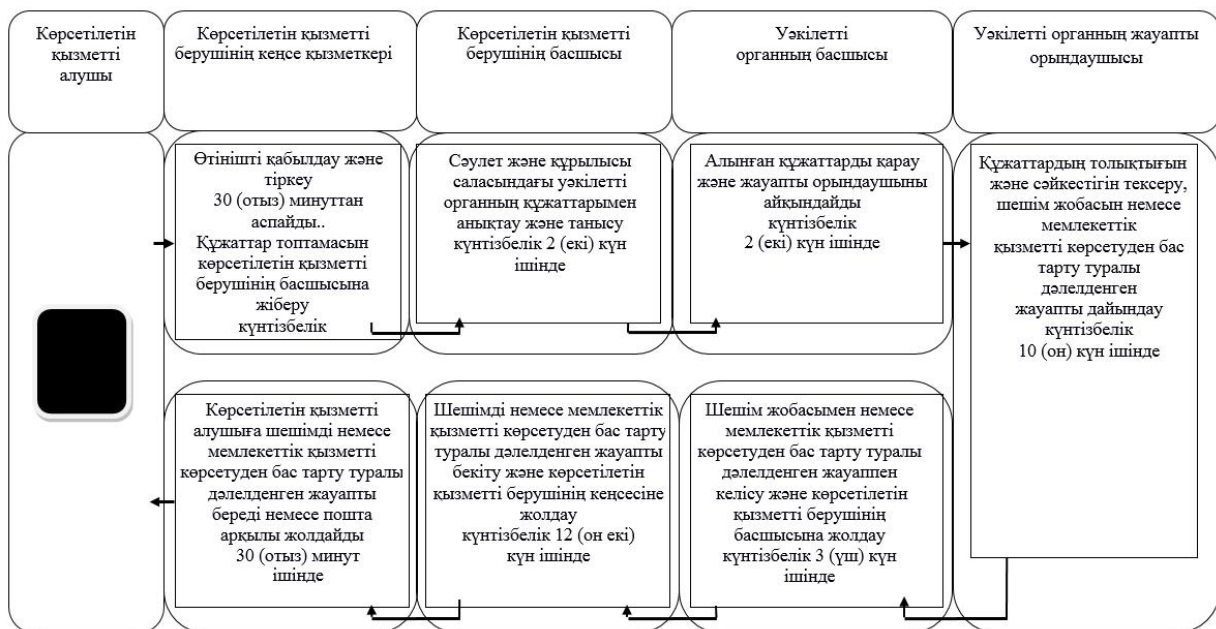 Көрсетілетін
қызметті
алушы
Көрсетілетін қызметті
берушінің кеңсе қызметкері
Көрсетілетін қызметті
берушінің басшысы
Уәкілетті
органның басшысы
Уәкілетті органның жауапты
орындаушысы
Өтінішті қабылдау және
тіркеу
30 (отыз) минуттан
аспайды..
Құжаттар топтамасын
көрсетілетін қызметті
берушінің басшысына
жіберу
күнтізбелік
Сәулет және құрылысы
саласындағы уәкілетті
органның құжаттарымен
анықтау және танысу
күнтізбелік 2 (екі) күн
ішінде
Алынған құжаттарды қарау
және жауапты орындаушыны
айқындайды
күнтізбелік
2 (екі) күн ішінде
Құжаттардың толықтығын
және сәйкестігін тексеру,
шешім жобасын немесе
мемлекеттік
қызметті көрсетуден бас
тарту туралы
дәлелденген
жауапты дайындау
күнтізбелік
10 (он) күн ішінде
Көрсетілетін қызметті
алушыға шешімді немесе
мемлекеттік қызметті
көрсетуден бас тарту туралы
дәлелденген жауапты
береді немесе пошта
арқылы жолдайды
30 (отыз) минут
ішінде
Шешімді немесе мемлекеттік
қызметті көрсетуден бас тарту
туралы дәлелденген жауапты
бекіту және көрсетілетін
қызметті берушінің кеңсесіне
жолдау
күнтізбелік 12 (он екі)
күн ішінде
Шешім жобасымен немесе
мемлекеттік қызметті
көрсетуден бас тарту туралы
дәлелденген жауаппен
келісу және көрсетілетін
қызметті берушінің
басшысына жолдау
күнтізбелік 3 (үш) күн
ішінде